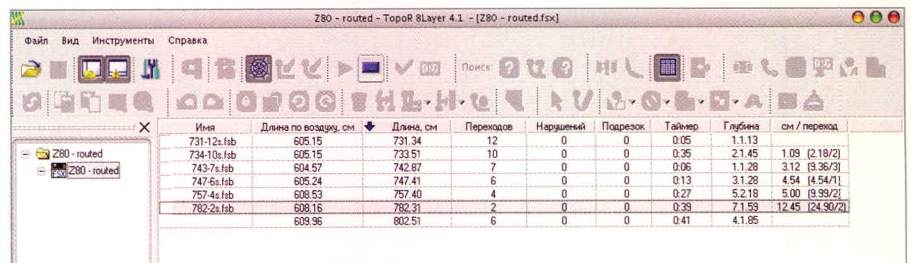 Z80 - routed - TopoR 8Layer 4.1 - [Z80 - routed.fsx]
Файл Вид Инструменты Справка
Поиск:
Имя Длина по воздуху, см Длина, см Переходов Нарушений Подрезок Таймер Глубина см / переход
Z80 - routed
FSX Z80 - routed
731-12s.fsb 605.15 731.34 12 0 0 0:05 1.1.13
734-10s.fsb 605.15 733.51 10 0 0 0:35 2.1.45 1.09 (2.18/2)
743-7s.fsb 604.57 742.87 7 0 0 0:06 1.1.28 3.12 (9.36/3)
747-6s.fsb 605.24 747.41 6 0 0 0:13 3.1.28 4.54 (4.54/1)
757-4s.fsb 608.53 757.40 4 0 0 0:27 5.2.18 5.00 (9.99/2)
782-2s.fsb 608.16 782.31 2 0 0 0:39 7.1.59 12.45 (24.90/2)
609.96 802.51 6 0 0 0:41 4.1.85